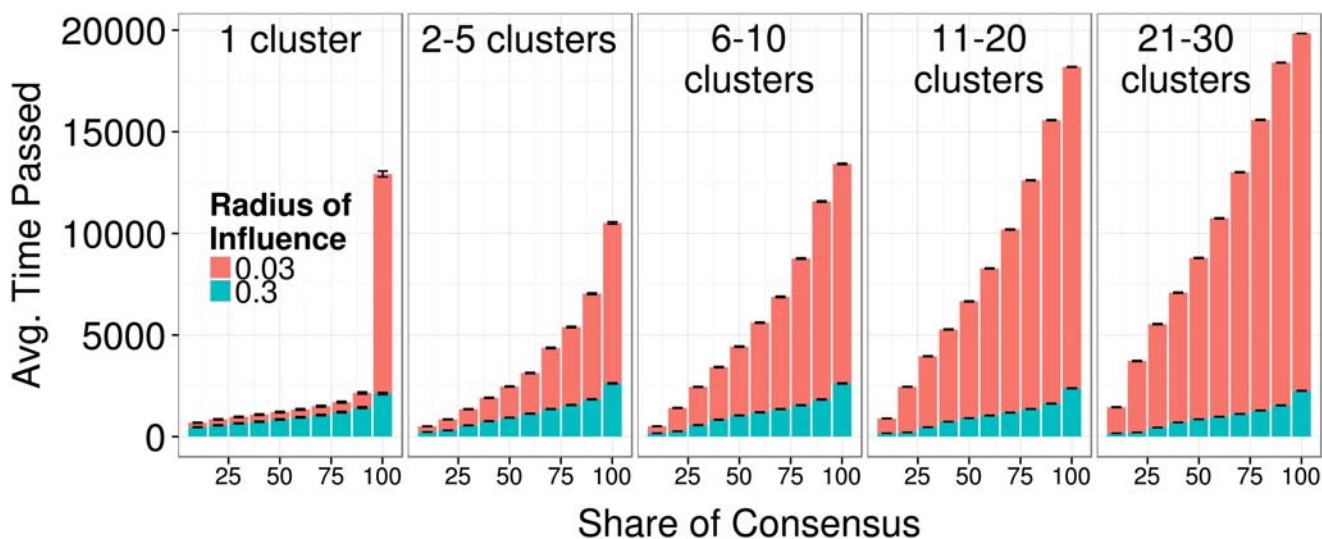 Avg. Time Passed
20000
15000
10000
5000
0
1 cluster
Radius of
Influence
0.03
0.3
25 50 75 100
2-5 clusters
25 50 75 100
6-10
clusters
25 50 75 100
11-20
clusters
25 50 75 100
21-30
clusters
25 50 75 100
Share of Consensus